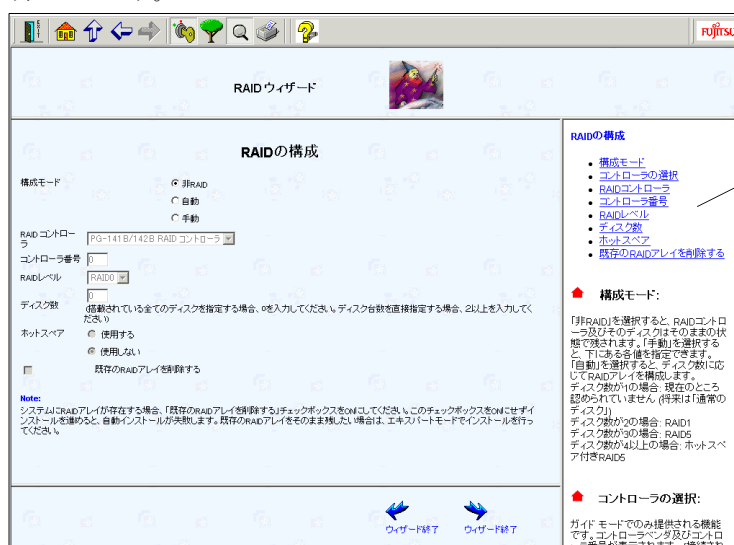 EXIT
FUJITSU
RAIDウィザード
RAIDの構成
構成モード
非RAID
自動
手動
RAID コントロー
ラ
PG-141B/142B RAID コントローラ
コントローラ番号
0
RAIDレベル
RAID0
ディスク数
0
(搭載されている全てのディスクを指定する場合、0を入力してください。ディスク台数を直接指定する場合、2以上を入力してく
ださい)
ホットスペア
使用する
使用しない
既存のRAIDアレイを削除する
Note:
システムにRAIDアレイが存在する場合、「既存のRAIDアレイを削除する」チェックボックスをONにしてください。このチェックボックスをONにせずイ
ンストールを進めると、自動インストールが失敗します。既存のRAIDアレイをそのまま残したい場合は、エキスパートモードでインストールを行っ
てください。
ウィザード終了
ウィザード終了
RAIDの構成
構成モード
コントローラの選択
RAIDコントローラ
コントローラ番号
RAIDレベル
ディスク数
ホットスペア
既存のRAIDアレイを削除する
構成モード:
「非RAID」を選択すると、RAIDコントロ
ーラ及びそのディスクはそのままの状
態で残されます。「手動」を選択する
と、下にある各値を指定できます。
「自動」を選択すると、ディスク数に応
じてRAIDアレイを構成します。
ディスク数が1の場合: 現在のところ
認められていません (将来は「通常の
ディスク」)
ディスク数が2の場合: RAID1
ディスク数が3の場合: RAID5
ディスク数が4以上の場合: ホットスペ
ア付きRAID5
コントローラの選択:
ガイド モードでのみ提供される機能
です。コントローラベンダ及びコントロ